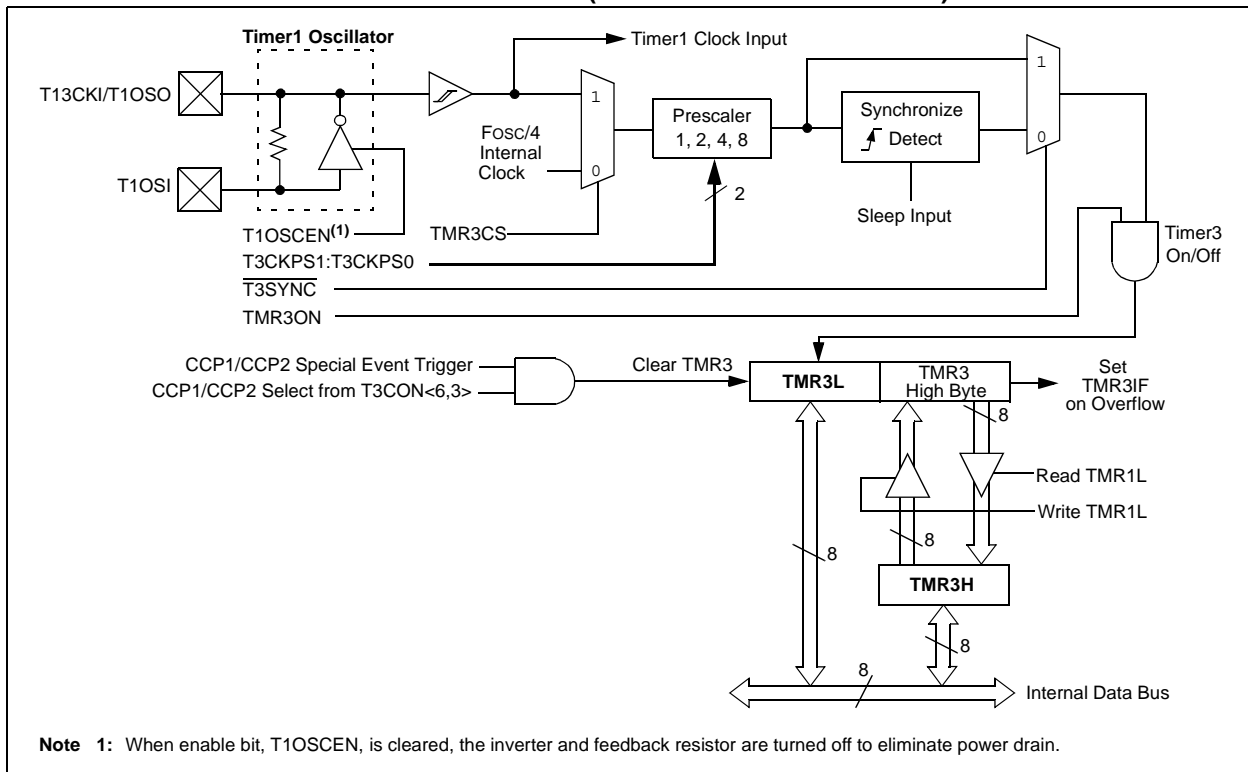 Timer1 Oscillator
Timer1 Clock Input
T13CKI/T1OSO
1
1
Prescaler
1, 2, 4, 8
Synchronize
Detect
FOSC/4
Internal
Clock
0
0
T1OSI
2
Sleep Input
T1OSCEN(1)
TMR3CS
Timer3
On/Off
T3CKPS1:T3CKPS0
T3SYNC
TMR3ON
CCP1/CCP2 Special Event Trigger
CCP1/CCP2 Select from T3CON<6,3>
Clear TMR3
TMR3L
TMR3
High Byte
Set
TMR3IF
on Overflow
8
Read TMR1L
Write TMR1L
8
8
TMR3H
8
8
Internal Data Bus
Note 1: When enable bit, T1OSCEN, is cleared, the inverter and feedback resistor are turned off to eliminate power drain.